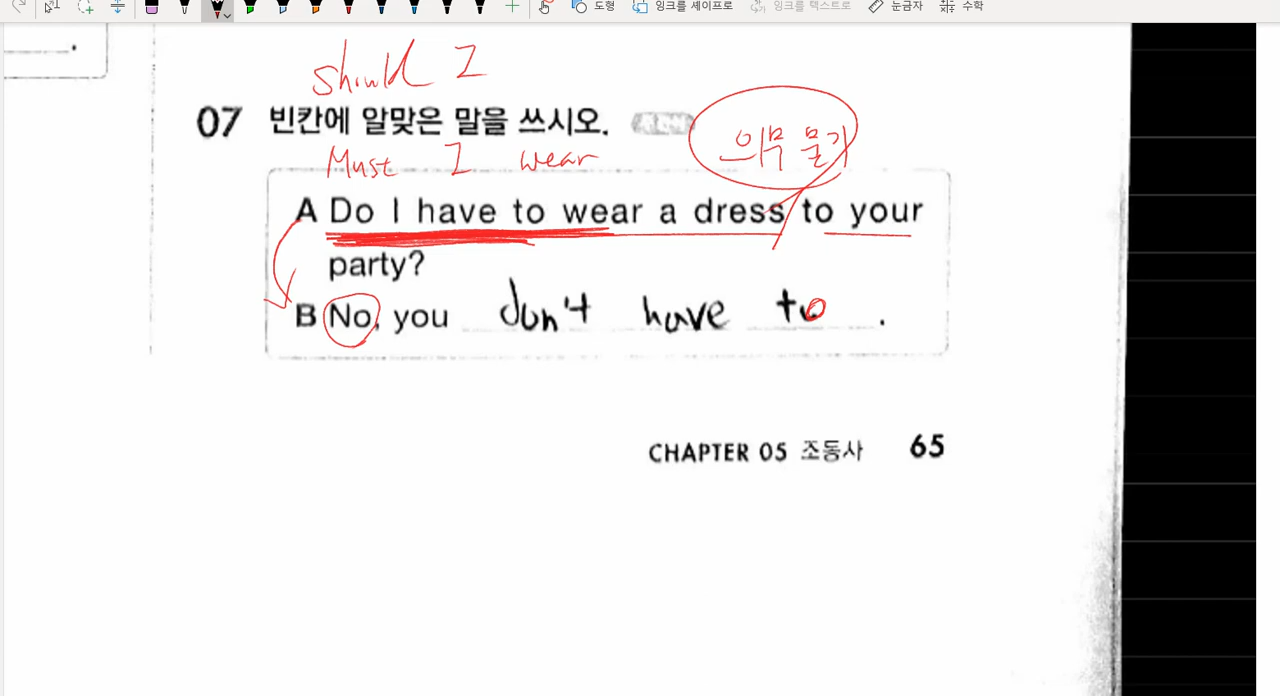 도형 잉크를 셰이프로 잉크를 텍스트로 눈금자 수학
should I
07 빈칸에 알맞은 말을 쓰시오.
의무 묻기
Must I wear
A Do I have to wear a dress to your
party?
B No, you don't have to .
CHAPTER 05 조동사 65